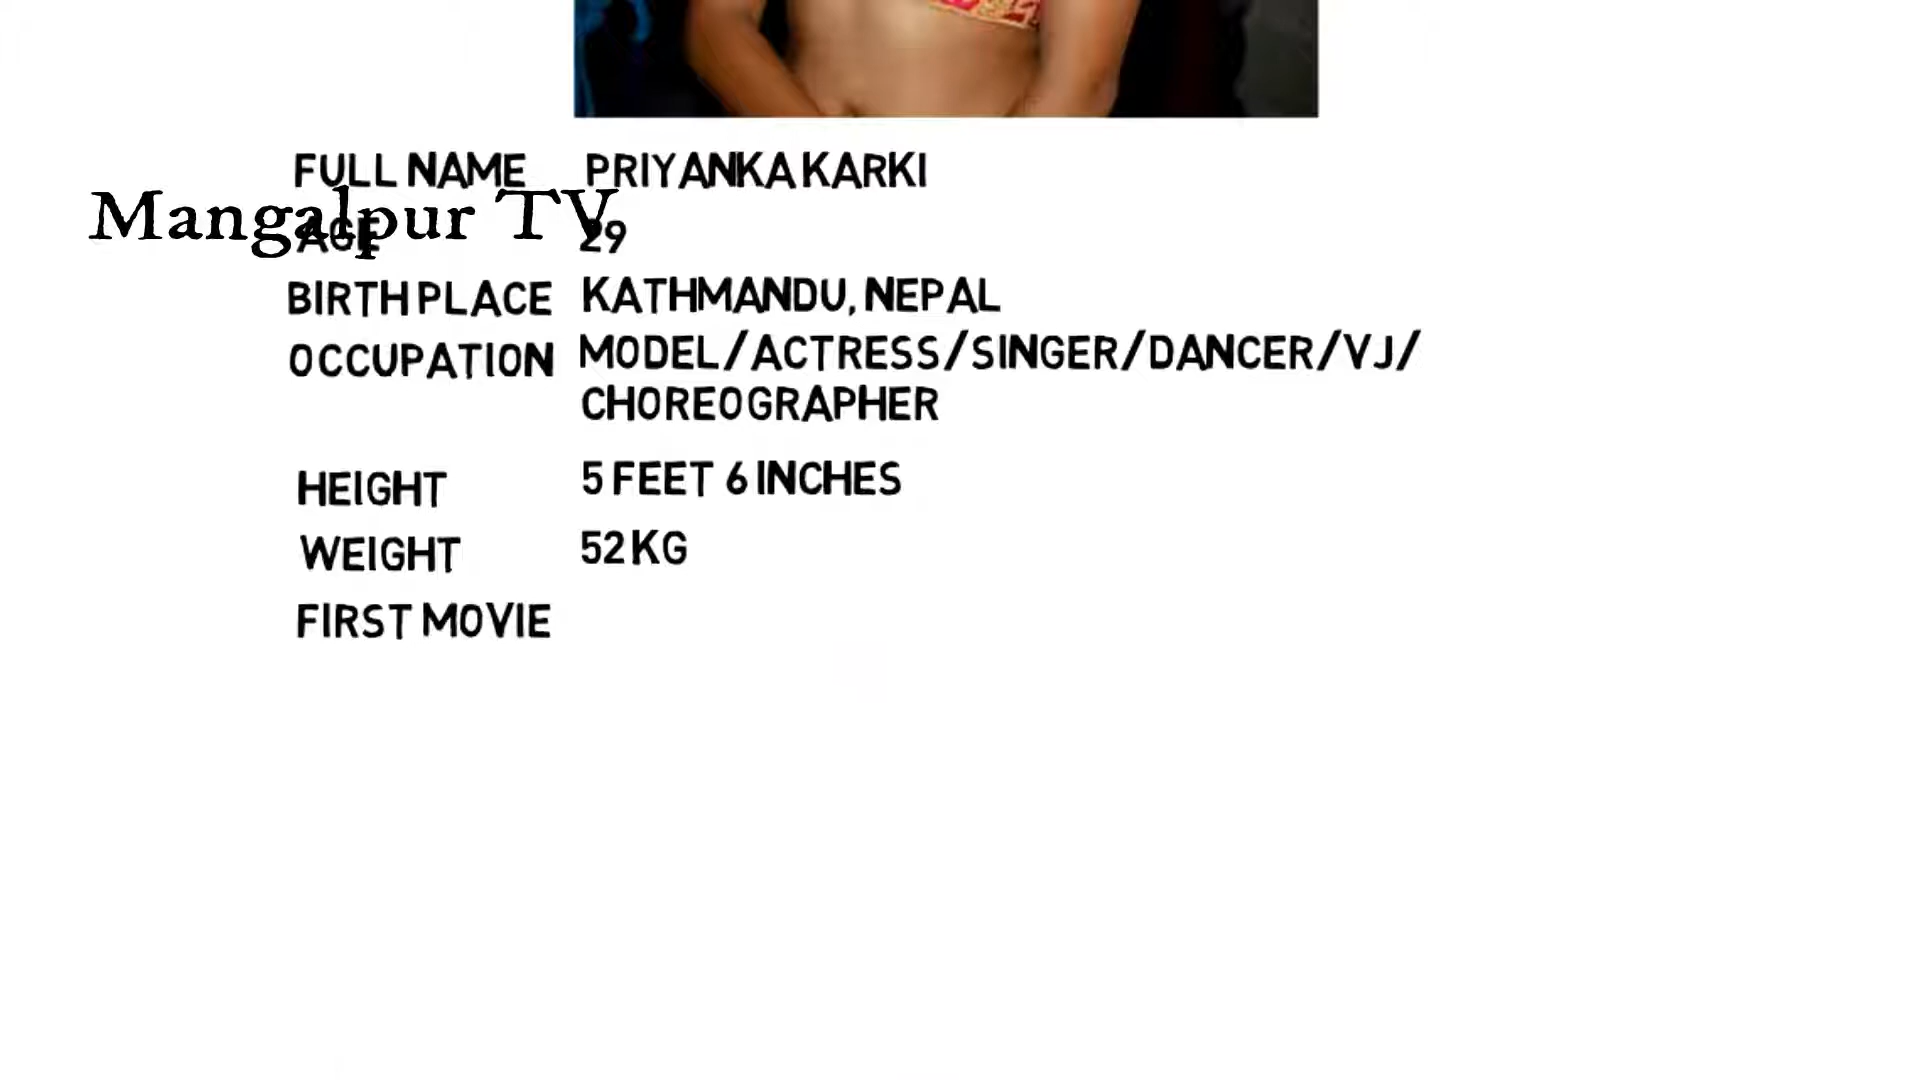 FULL NAME PRIYANKA KARKI
Mangalpur TV
AGE 29
BIRTH PLACE KATHMANDU, NEPAL
OCCUPATION MODEL/ACTRESS/SINGER/DANCER/VJ/
CHOREOGRAPHER
HEIGHT 5 FEET 6 INCHES
WEIGHT 52 KG
FIRST MOVIE